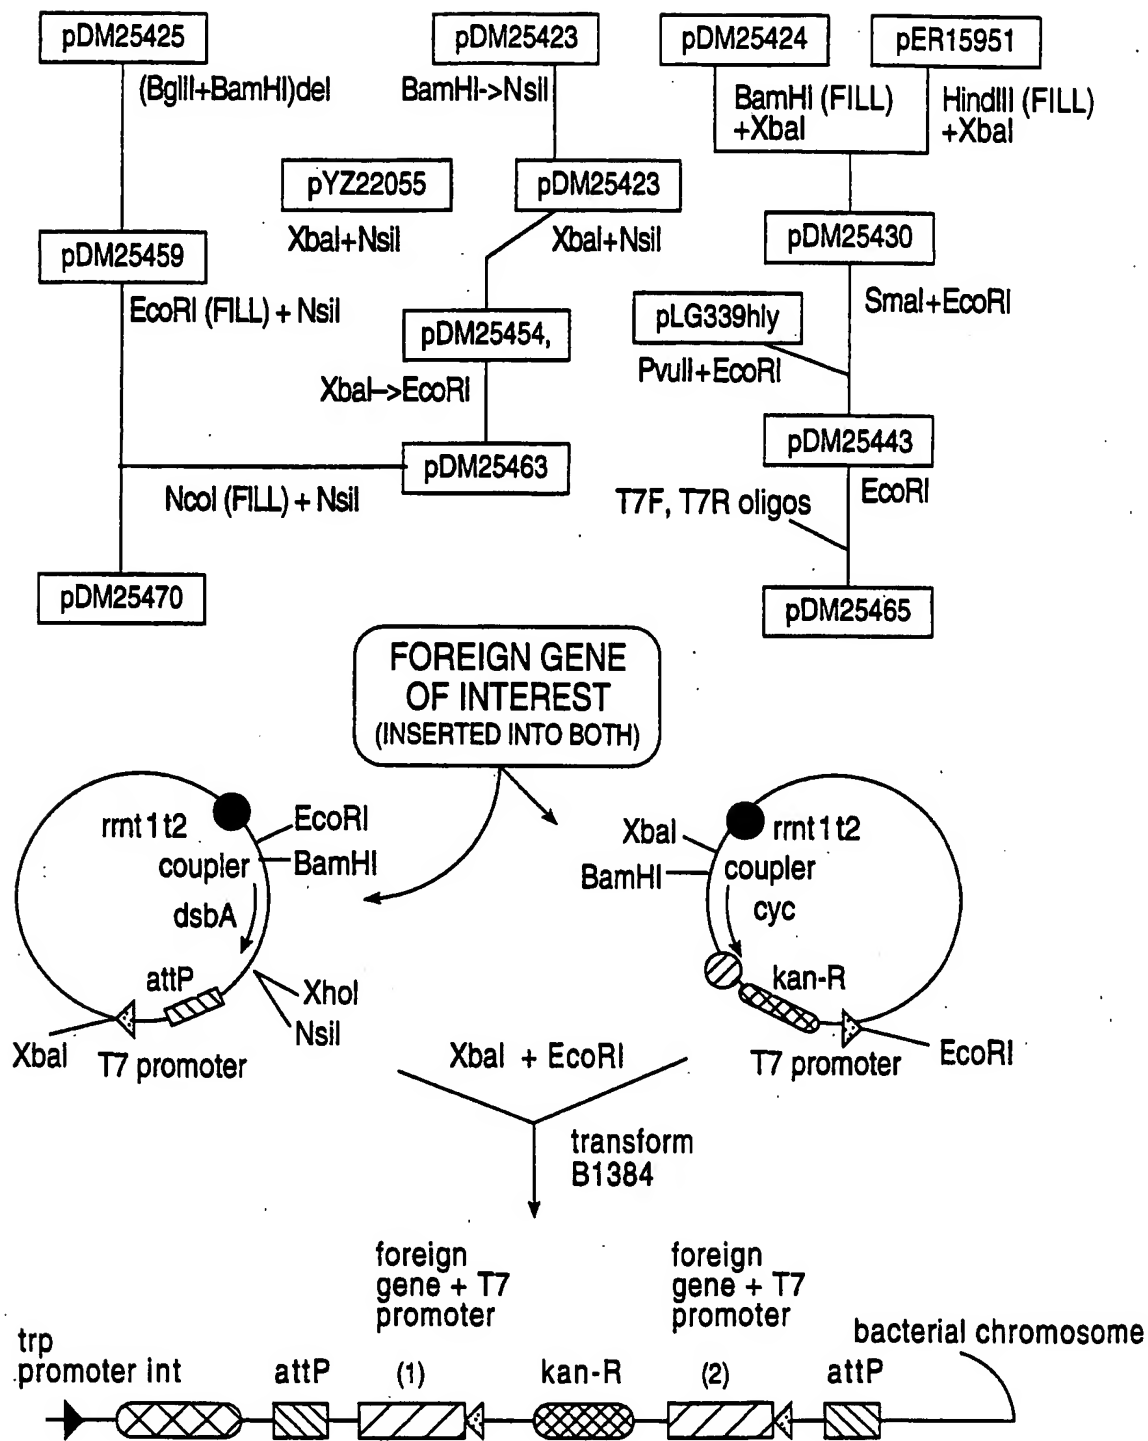 pDM25425
pDM25423
pDM25424
pER15951
(BglII+BamHI)del
BamHI->NsiI
BamHI (FILL)
+XbaI
HindIII (FILL)
+XbaI
pYZ22055
pDM25423
XbaI+NsiI
XbaI+NsiI
pDM25459
pDM25430
EcoRI (FILL) + NsiI
SmaI+EcoRI
pLG339hly
pDM25454,
PvuII+EcoRI
XbaI->EcoRI
pDM25443
pDM25463
EcoRI
NcoI (FILL) + NsiI
T7F, T7R oligos
pDM25470
pDM25465
FOREIGN GENE
OF INTEREST
(INSERTED INTO BOTH)
rrnt1t2
EcoRI
coupler
BamHI
dsbA
attP
XhoI
NsiI
XbaI
T7 promoter
XbaI
rrnt1t2
BamHI
coupler
cyc
kan-R
T7 promoter
EcoRI
XbaI + EcoRI
transform
B1384
foreign
gene + T7
promoter
foreign
gene + T7
promoter
bacterial chromosome
trp
promoter int
attP
(1)
kan-R
(2)
attP